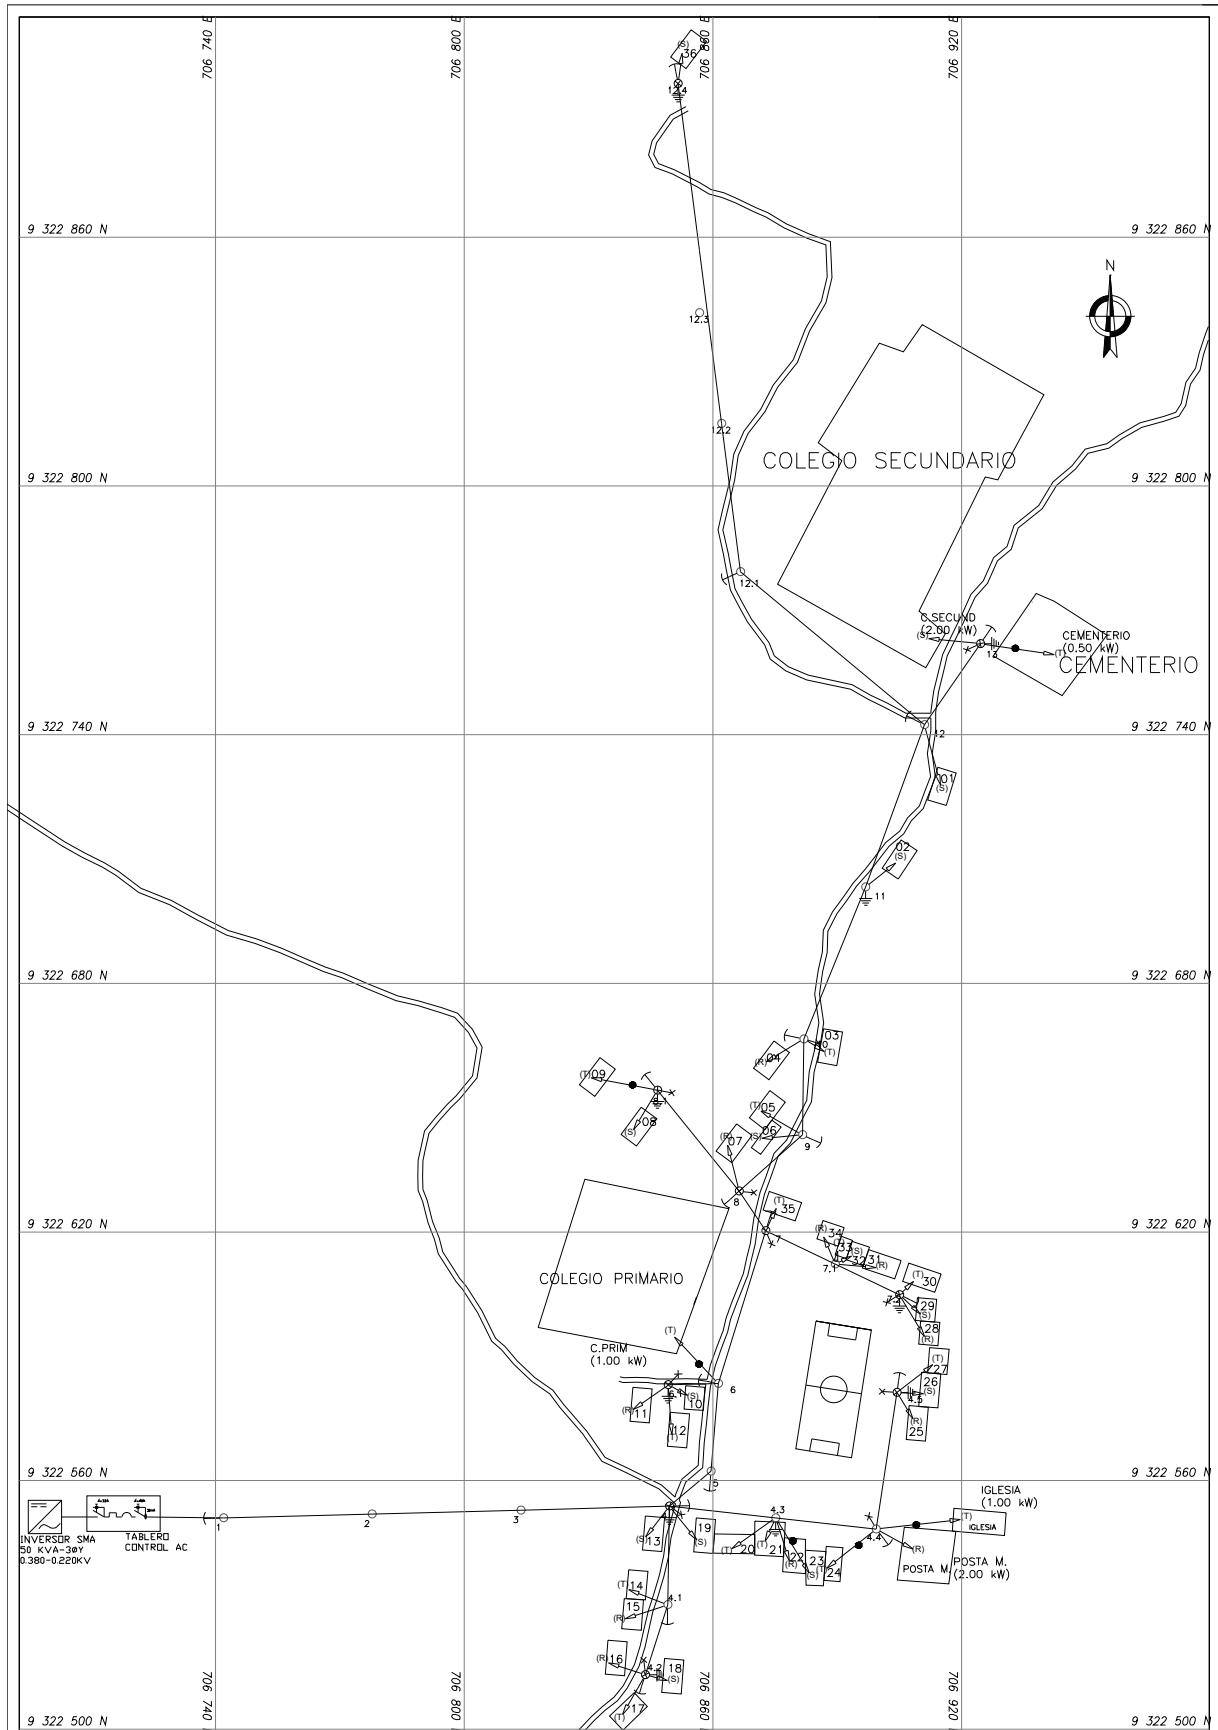 706 740 E
706 800 E
706 860 E
706 920 E
(S)
36
12.4
9 322 860 N
9 322 860 N
N
12.3
12.2
COLEGIO SECUNDARIO
9 322 800 N
9 322 800 N
12.1
C.SECUND
(2.00 kW)
(S)
13
CEMENTERIO
(0.50 kW)
(T)
CEMENTERIO
9 322 740 N
9 322 740 N
12
01
(S)
02
(S)
11
9 322 680 N
9 322 680 N
03
10
(T)
04
(R)
(T)
09
8.1
08
(S)
(T)
05
06
(S)
(R)
07
9
8
(T)
35
9 322 620 N
9 322 620 N
7
(R)
34
(T)
33
(S)
32
31
(R)
7.1
COLEGIO PRIMARIO
(T)
30
7.2
29
(S)
28
(R)
(T)
C.PRIM
(1.00 kW)
(T)
27
26
(S)
4.5
(R)
25
6
6.1
(S)
10
(R)
11
12
(T)
9 322 560 N
9 322 560 N
5
IGLESIA
(1.00 kW)
(T)
IGLESIA
INVERSOR SMA
50 KVA-3øY
0.380-0.220KV
TABLERO
CONTROL AC
1
2
3
4
4.3
4.4
(S)
13
19
(S)
(T)
20
(T)
21
22
(R)
23
(S)
(T)
24
(R)
POSTA M.
POSTA M.
(2.00 kW)
(T)
14
15
(R)
4.1
(R)
16
4.2
18
(S)
17
(T)
9 322 500 N
9 322 500 N
706 740
706 800
706 860
706 920